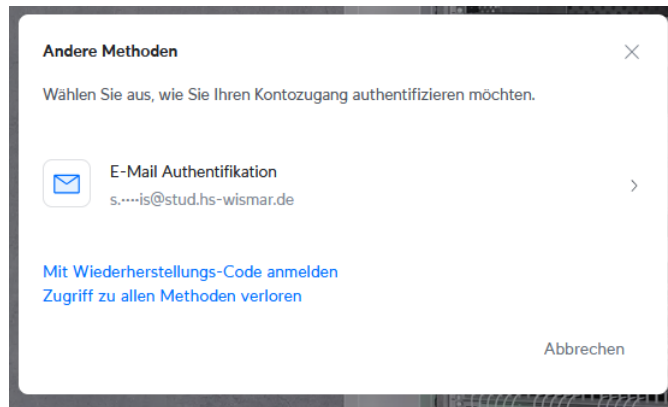 Andere Methoden
Wählen Sie aus, wie Sie Ihren Kontozugang authentifizieren möchten.
E-Mail Authentifikation
s.····is@stud.hs-wismar.de
Mit Wiederherstellungs-Code anmelden
Zugriff zu allen Methoden verloren
Abbrechen